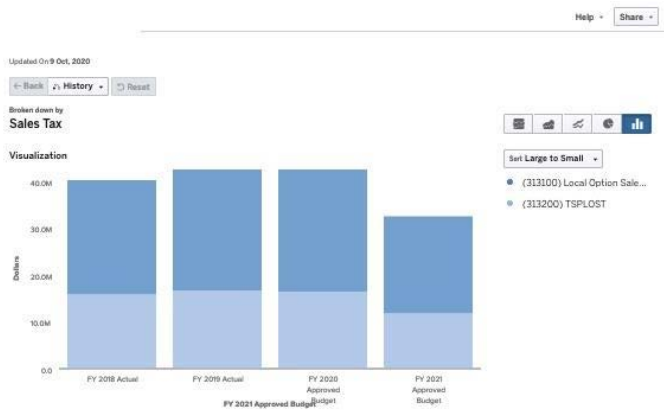 Help
Share
Updated On 9 Oct, 2020
Back
History
Reset
Broken down by
Sales Tax
Visualization
Sort Large to Small
(313100) Local Option Sale...
(313200) TSPLOST
Dollars
40.0M
30.0M
20.0M
10.0M
0.0
FY 2018 Actual
FY 2019 Actual
FY 2020
Approved
Budget
FY 2021
Approved
Budget
FY 2021 Approved Budget